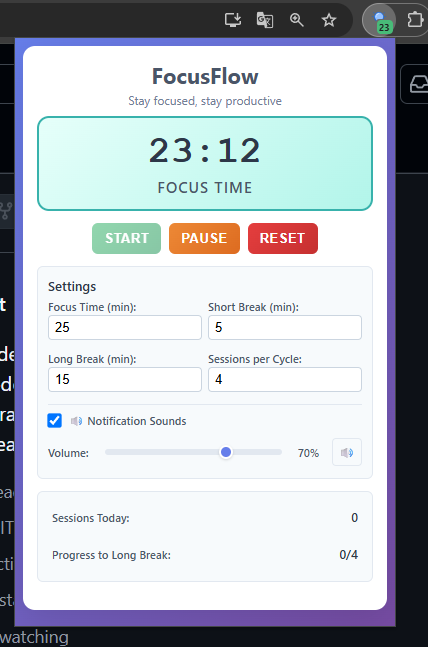 23
FocusFlow
Stay focused, stay productive
23:12
FOCUS TIME
START PAUSE RESET
Settings
Focus Time (min): Short Break (min):
25 5
Long Break (min): Sessions per Cycle:
15 4
Notification Sounds
Volume: 70%
Sessions Today: 0
Progress to Long Break: 0/4
watching